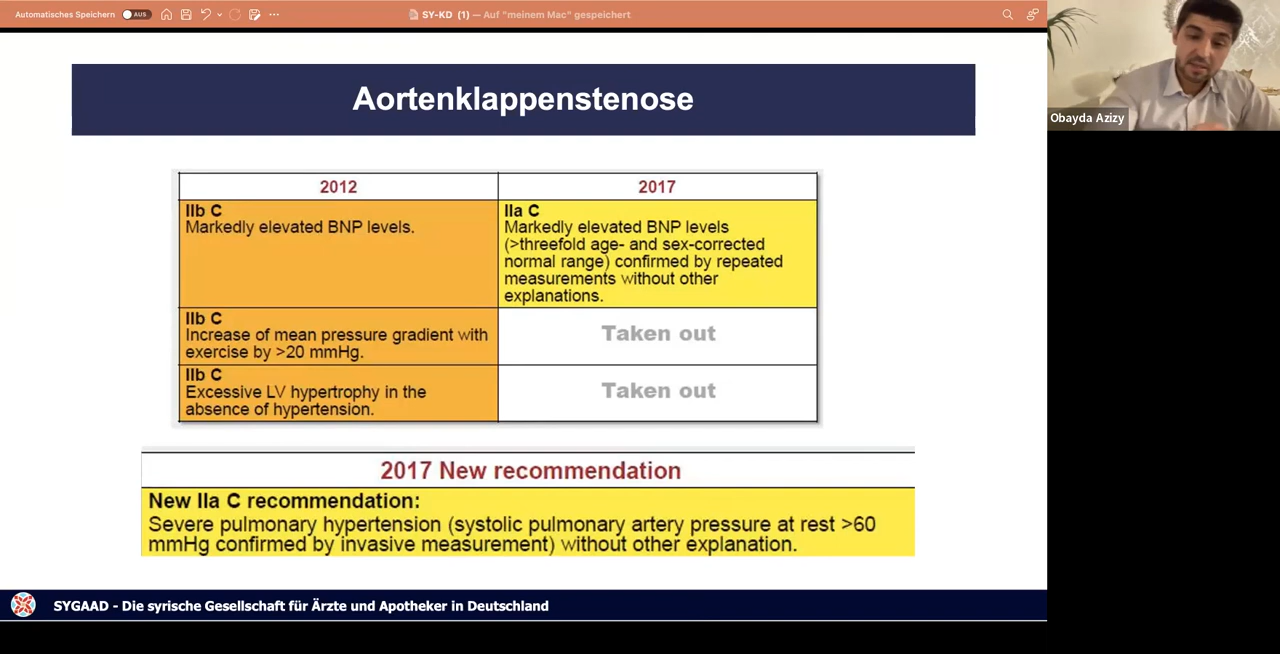 Automatisches Speichern AUS
SY-KD (1) — Auf "meinem Mac" gespeichert
Obayda Azizy
Aortenklappenstenose
2012
2017
IIb C
Markedly elevated BNP levels.
IIa C
Markedly elevated BNP levels
(>threefold age- and sex-corrected
normal range) confirmed by repeated
measurements without other
explanations.
IIb C
Increase of mean pressure gradient with
exercise by >20 mmHg.
Taken out
IIb C
Excessive LV hypertrophy in the
absence of hypertension.
Taken out
2017 New recommendation
New IIa C recommendation:
Severe pulmonary hypertension (systolic pulmonary artery pressure at rest >60
mmHg confirmed by invasive measurement) without other explanation.
SYGAAD - Die syrische Gesellschaft für Ärzte und Apotheker in Deutschland